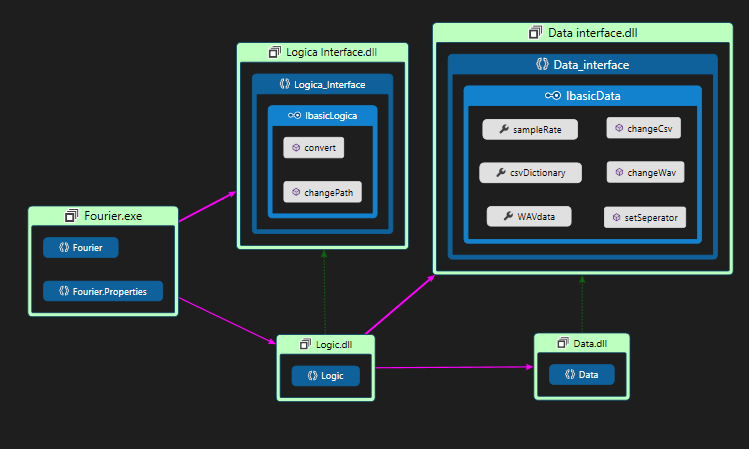 Data interface.dll
Data_interface
IbasicData
sampleRate
changeCsv
csvDictionary
changeWav
WAVdata
setSeperator
Logica Interface.dll
Logica_Interface
IbasicLogica
convert
changePath
Fourier.exe
Fourier
Fourier.Properties
Logic.dll
Logic
Data.dll
Data